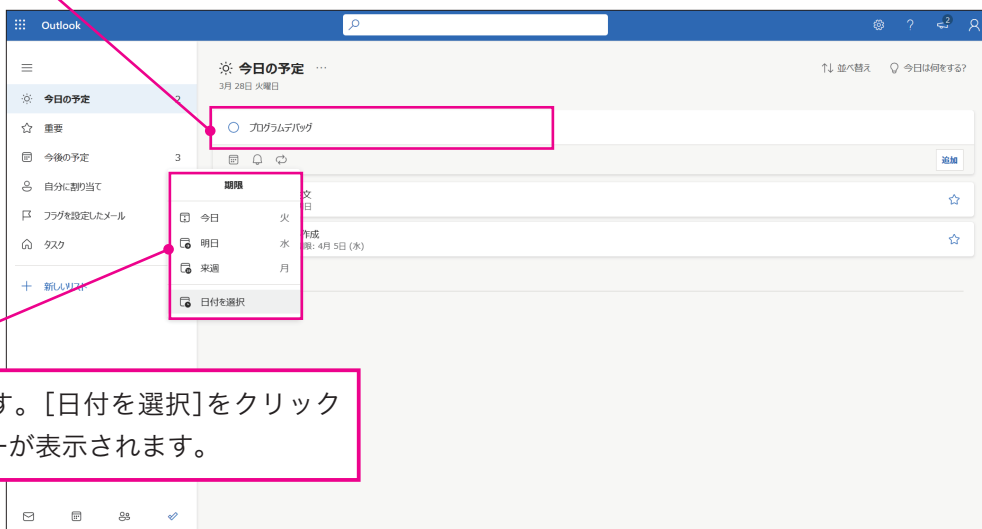 Outlook
2
今日の予定 ...
↑↓ 並べ替え 今日は何をする?
3月 28日 火曜日
今日の予定 2
重要
プログラムデバッグ
今後の予定 3
追加
自分に割り当て
期限
文
日
フラグを設定したメール
今日 火
作成
限: 4月 5日 (水)
タスク
明日 水
来週 月
+ 新しいリスト
日付を選択
す。[日付を選択]をクリック
ーが表示されます。